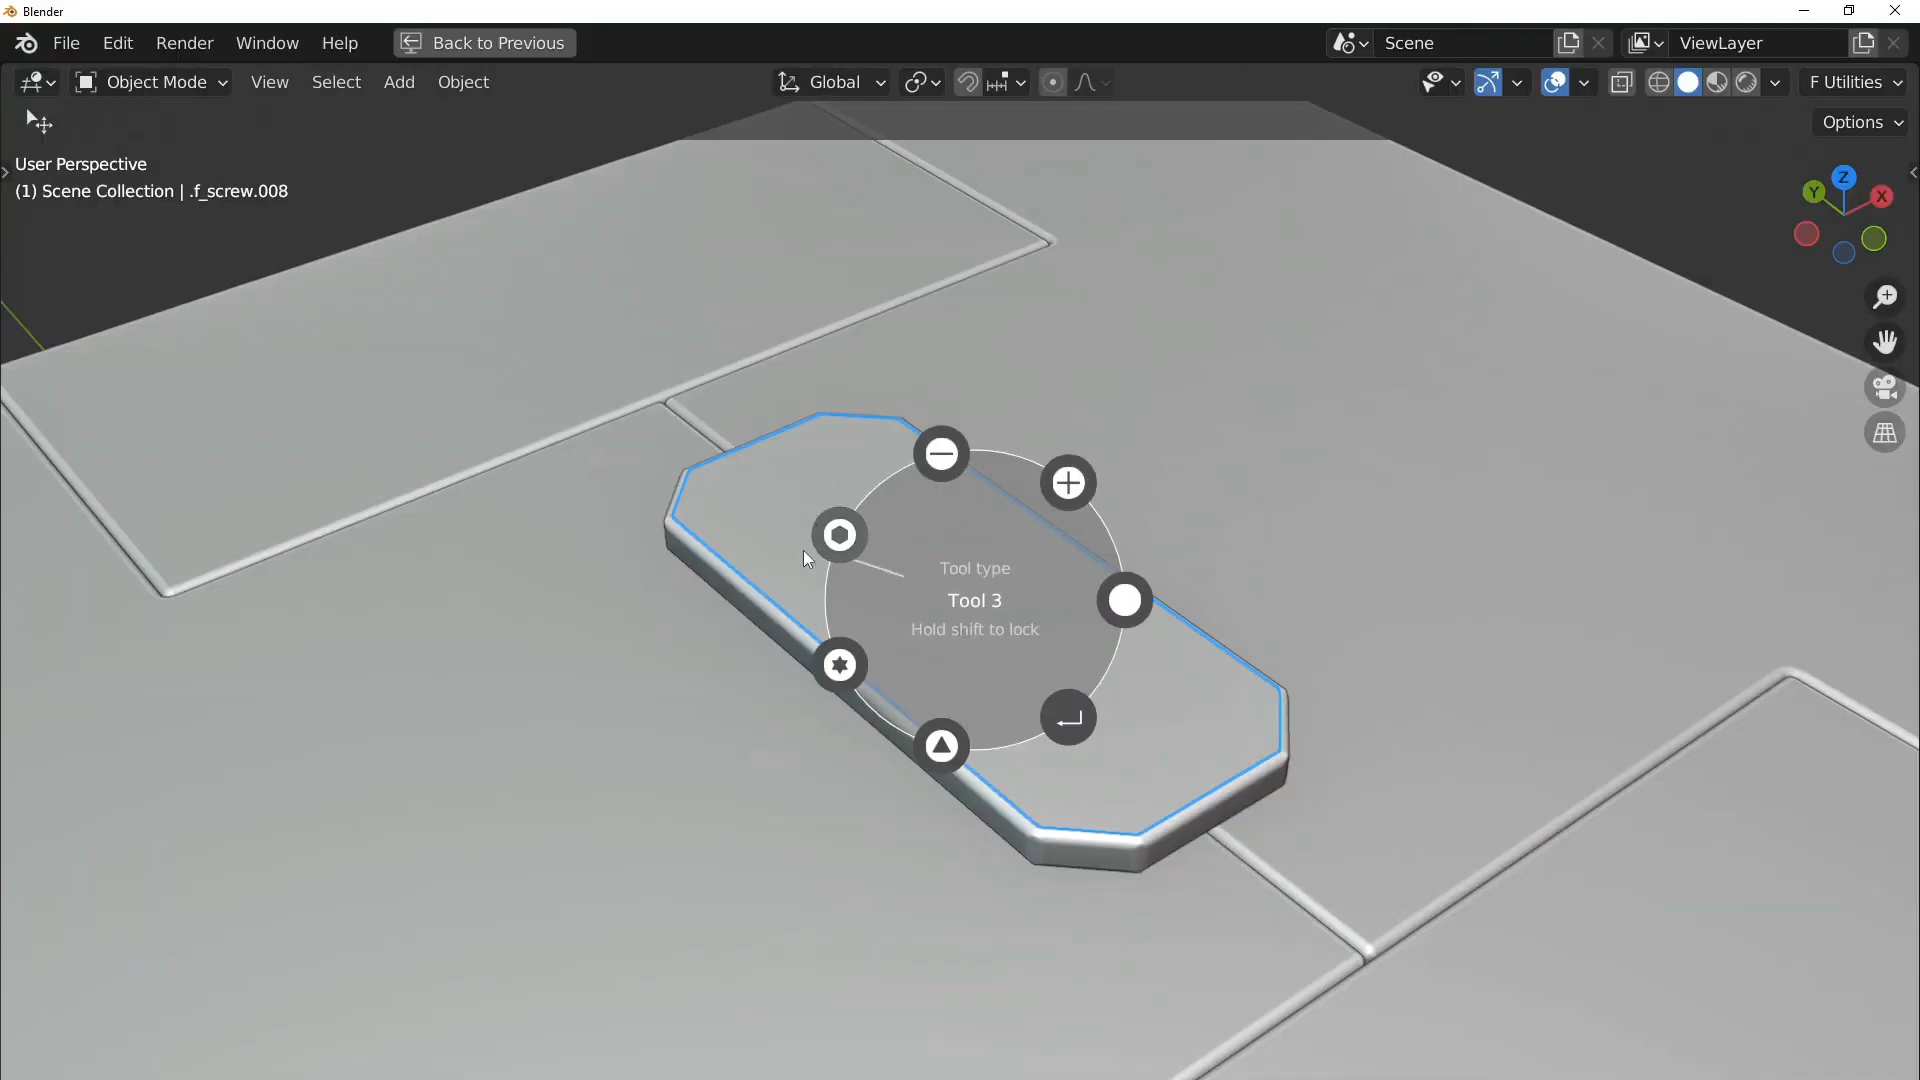 Blender
File Edit Render Window Help Back to Previous Scene ViewLayer
Object Mode View Select Add Object Global F Utilities
Options
User Perspective
(1) Scene Collection | .f_screw.008
Z
Y X
Tool type
Tool 3
Hold shift to lock